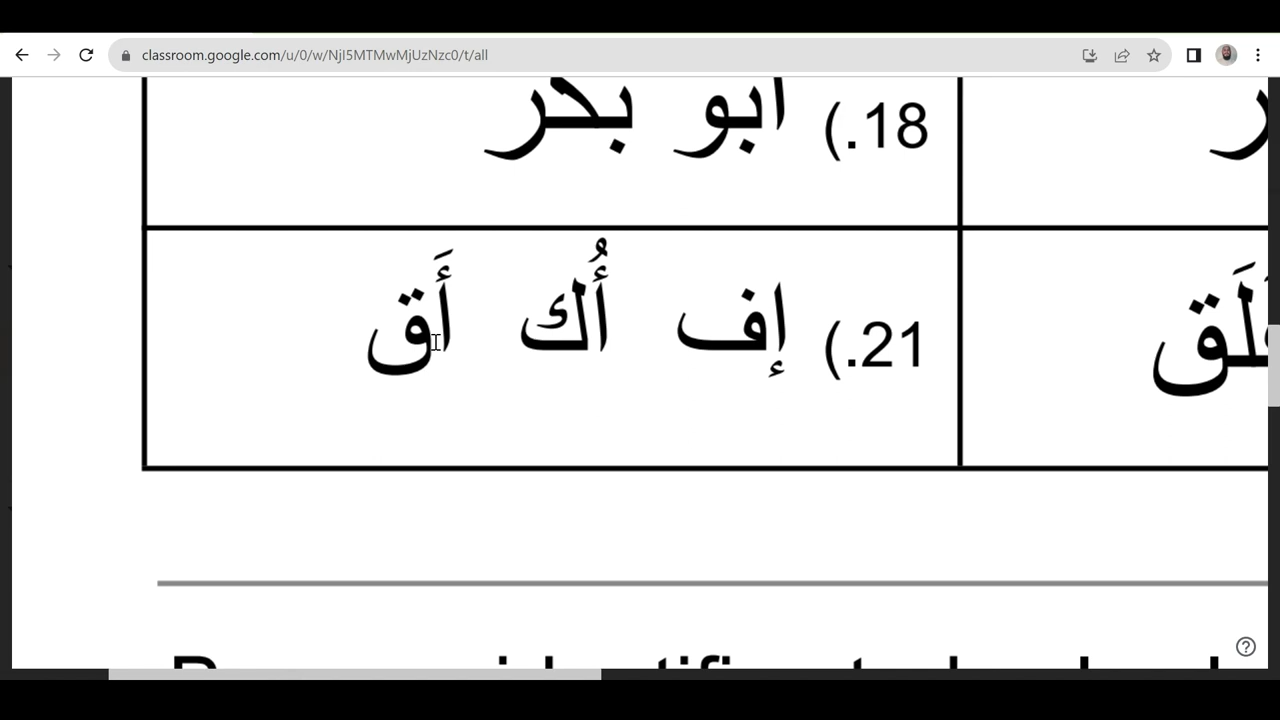 classroom.google.com/u/0/w/NjI5MTMwMjUzNzc0/t/all
18.) ابو بكر
21.) إف أُك أَق